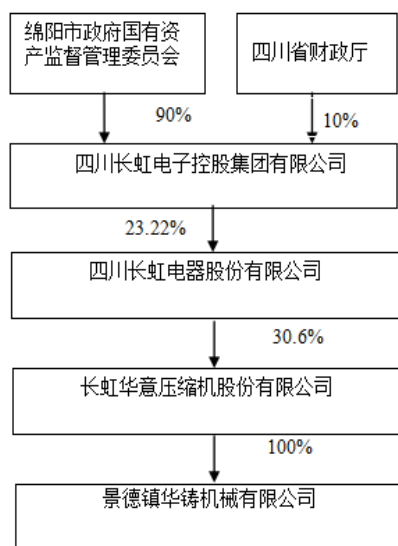 绵阳市政府国有资
产监督管理委员会
四川省财政厅
90%
10%
四川长虹电子控股集团有限公司
23.22%
四川长虹电器股份有限公司
30.6%
长虹华意压缩机股份有限公司
100%
景德镇华铸机械有限公司